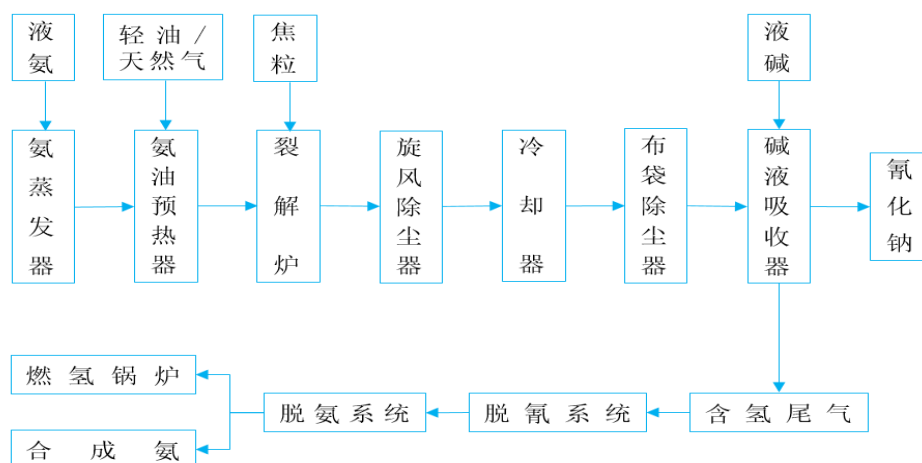 液氨
轻油/
天然气
焦粒
液碱
氨蒸发器
氨油预热器
裂解炉
旋风除尘器
冷却器
布袋除尘器
碱液吸收器
氰化钠
燃氢锅炉
脱氨系统
脱氰系统
含氢尾气
合成氨